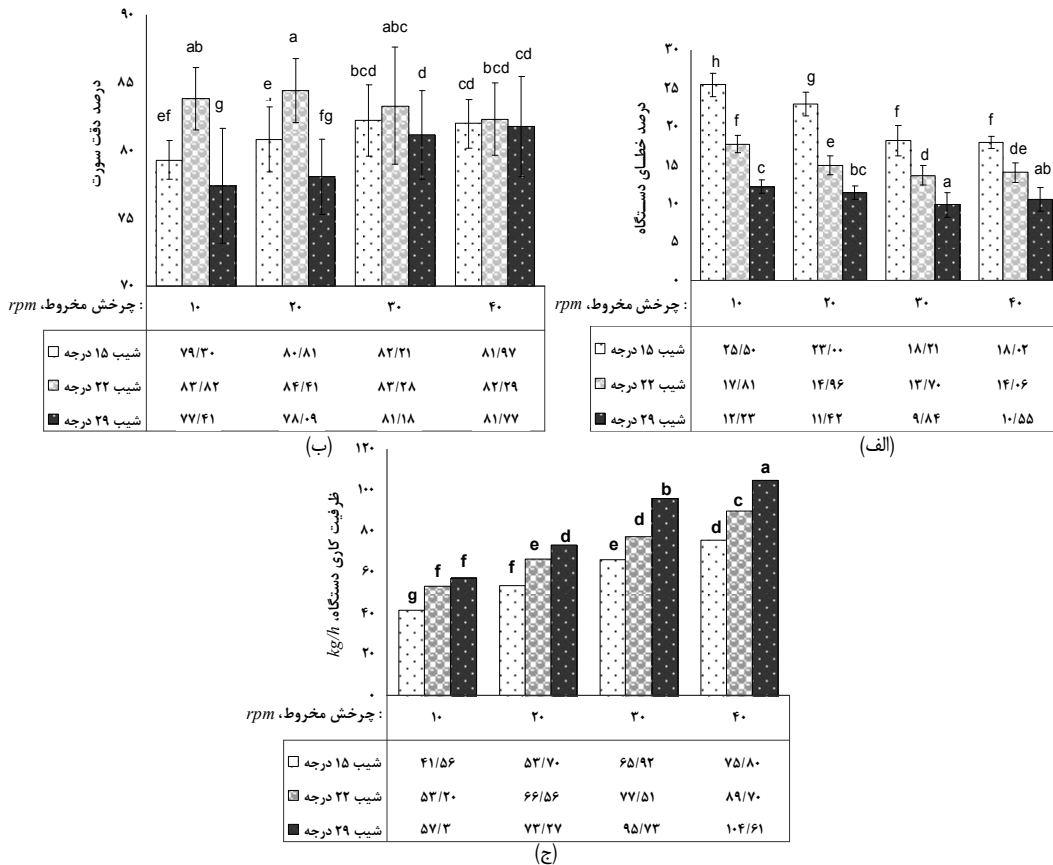 درصد خطـای دسـتگاه
۳۰
۲۵
۲۰
۱۵
۱۰
۵
۰
h f c g e bc f d a f de ab
چرخش مخروط، rpm : ۱۰ ۲۰ ۳۰ ۴۰
شیب ۱۵ درجه ۲۵/۵۰ ۲۳/۰۰ ۱۸/۲۱ ۱۸/۰۲
شیب ۲۲ درجه ۱۷/۸۱ ۱۴/۹۶ ۱۳/۷۰ ۱۴/۰۶
شیب ۲۹ درجه ۱۲/۲۳ ۱۱/۴۲ ۹/۸۴ ۱۰/۵۵
(الف)
درصد دقت سورت
۹۰
۸۵
۸۰
۷۵
۷۰
ef ab g e a fg bcd abc d cd bcd cd
چرخش مخروط، rpm : ۱۰ ۲۰ ۳۰ ۴۰
شیب ۱۵ درجه ۷۹/۳۰ ۸۰/۸۱ ۸۲/۲۱ ۸۱/۹۷
شیب ۲۲ درجه ۸۳/۸۲ ۸۴/۴۱ ۸۳/۲۸ ۸۲/۲۹
شیب ۲۹ درجه ۷۷/۴۱ ۷۸/۰۹ ۸۱/۱۸ ۸۱/۷۷
(ب)
ظرفیت کاری دستگاه، kg/h
۱۲۰
۱۰۰
۸۰
۶۰
۴۰
۲۰
۰
g f f f e d e d b d c a
چرخش مخروط، rpm : ۱۰ ۲۰ ۳۰ ۴۰
شیب ۱۵ درجه ۴۱/۵۶ ۵۳/۷۰ ۶۵/۹۲ ۷۵/۸۰
شیب ۲۲ درجه ۵۳/۲۰ ۶۶/۵۶ ۷۷/۵۱ ۸۹/۷۰
شیب ۲۹ درجه ۵۷/۳ ۷۳/۲۷ ۹۵/۷۳ ۱۰۴/۶۱
(ج)